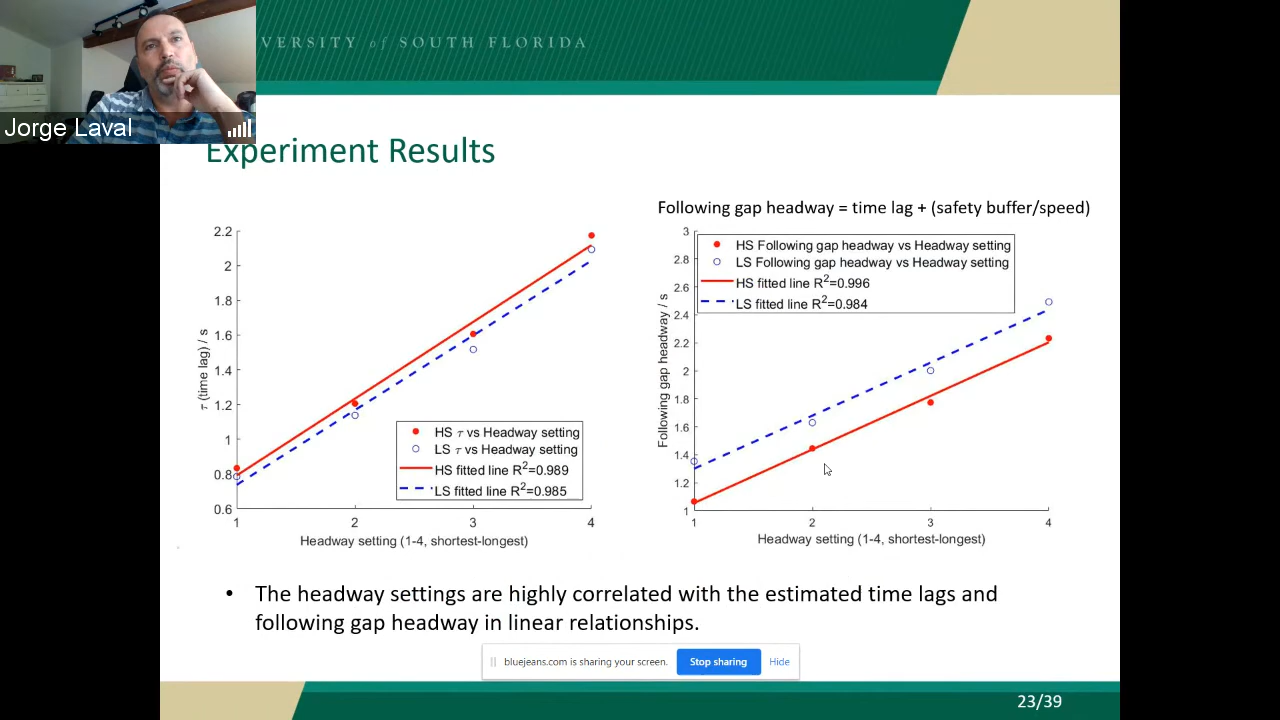 VERSITY of SOUTH FLORIDA
Jorge Laval
Experiment Results
Following gap headway = time lag + (safety buffer/speed)
2.2
2
1.8
1.6
1.4
1.2
1
0.8
0.6
τ (time lag) / s
HS τ vs Headway setting
LS τ vs Headway setting
HS fitted line R²=0.989
LS fitted line R²=0.985
1 2 3 4
Headway setting (1-4, shortest-longest)
3
2.8
2.6
2.4
2.2
2
1.8
1.6
1.4
1.2
1
Following gap headway / s
HS Following gap headway vs Headway setting
LS Following gap headway vs Headway setting
HS fitted line R²=0.996
LS fitted line R²=0.984
1 2 3 4
Headway setting (1-4, shortest-longest)
• The headway settings are highly correlated with the estimated time lags and
following gap headway in linear relationships.
bluejeans.com is sharing your screen. Stop sharing Hide
23/39